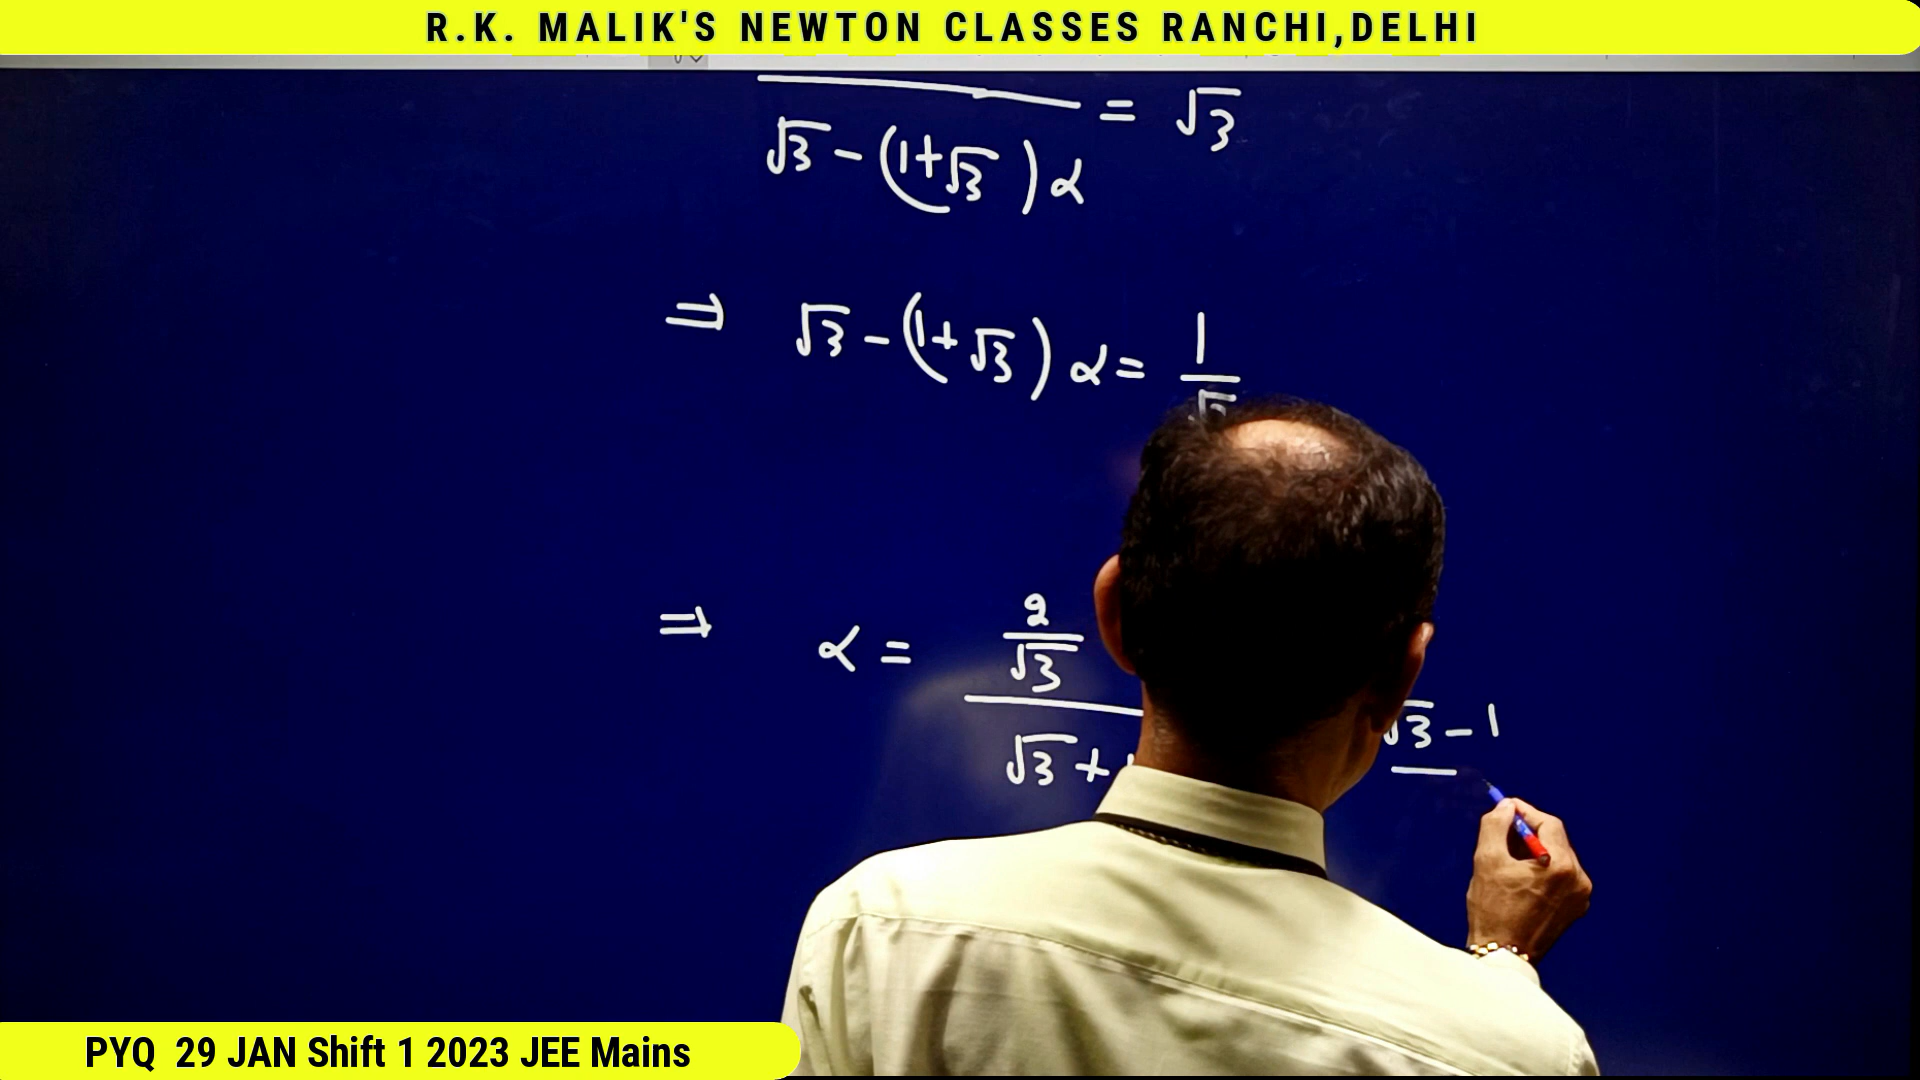 R.K. MALIK'S NEWTON CLASSES RANCHI,DELHI
√3 - (1+√3)α = √3
⇒ √3 - (1+√3) α = 1
⇒ α = 2/√3
√3 +
√3 - 1
PYQ 29 JAN Shift 1 2023 JEE Mains